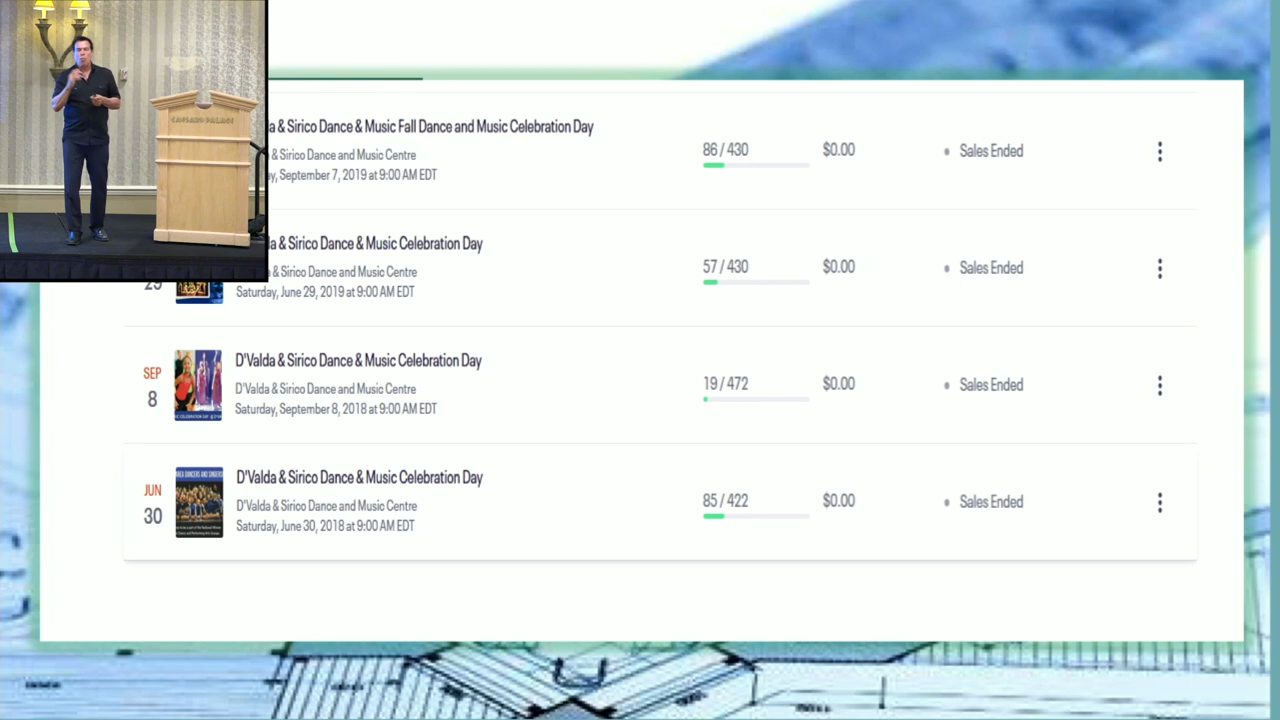 CAESARS PALACE
a & Sirico Dance & Music Fall Dance and Music Celebration Day
& Sirico Dance and Music Centre
y, September 7, 2019 at 9:00 AM EDT
86 / 430
$0.00
Sales Ended
a & Sirico Dance & Music Celebration Day
29
& Sirico Dance and Music Centre
Saturday, June 29, 2019 at 9:00 AM EDT
57 / 430
$0.00
Sales Ended
SEP
8
D'Valda & Sirico Dance & Music Celebration Day
D'Valda & Sirico Dance and Music Centre
Saturday, September 8, 2018 at 9:00 AM EDT
19 / 472
$0.00
Sales Ended
JUN
30
D'Valda & Sirico Dance & Music Celebration Day
D'Valda & Sirico Dance and Music Centre
Saturday, June 30, 2018 at 9:00 AM EDT
85 / 422
$0.00
Sales Ended